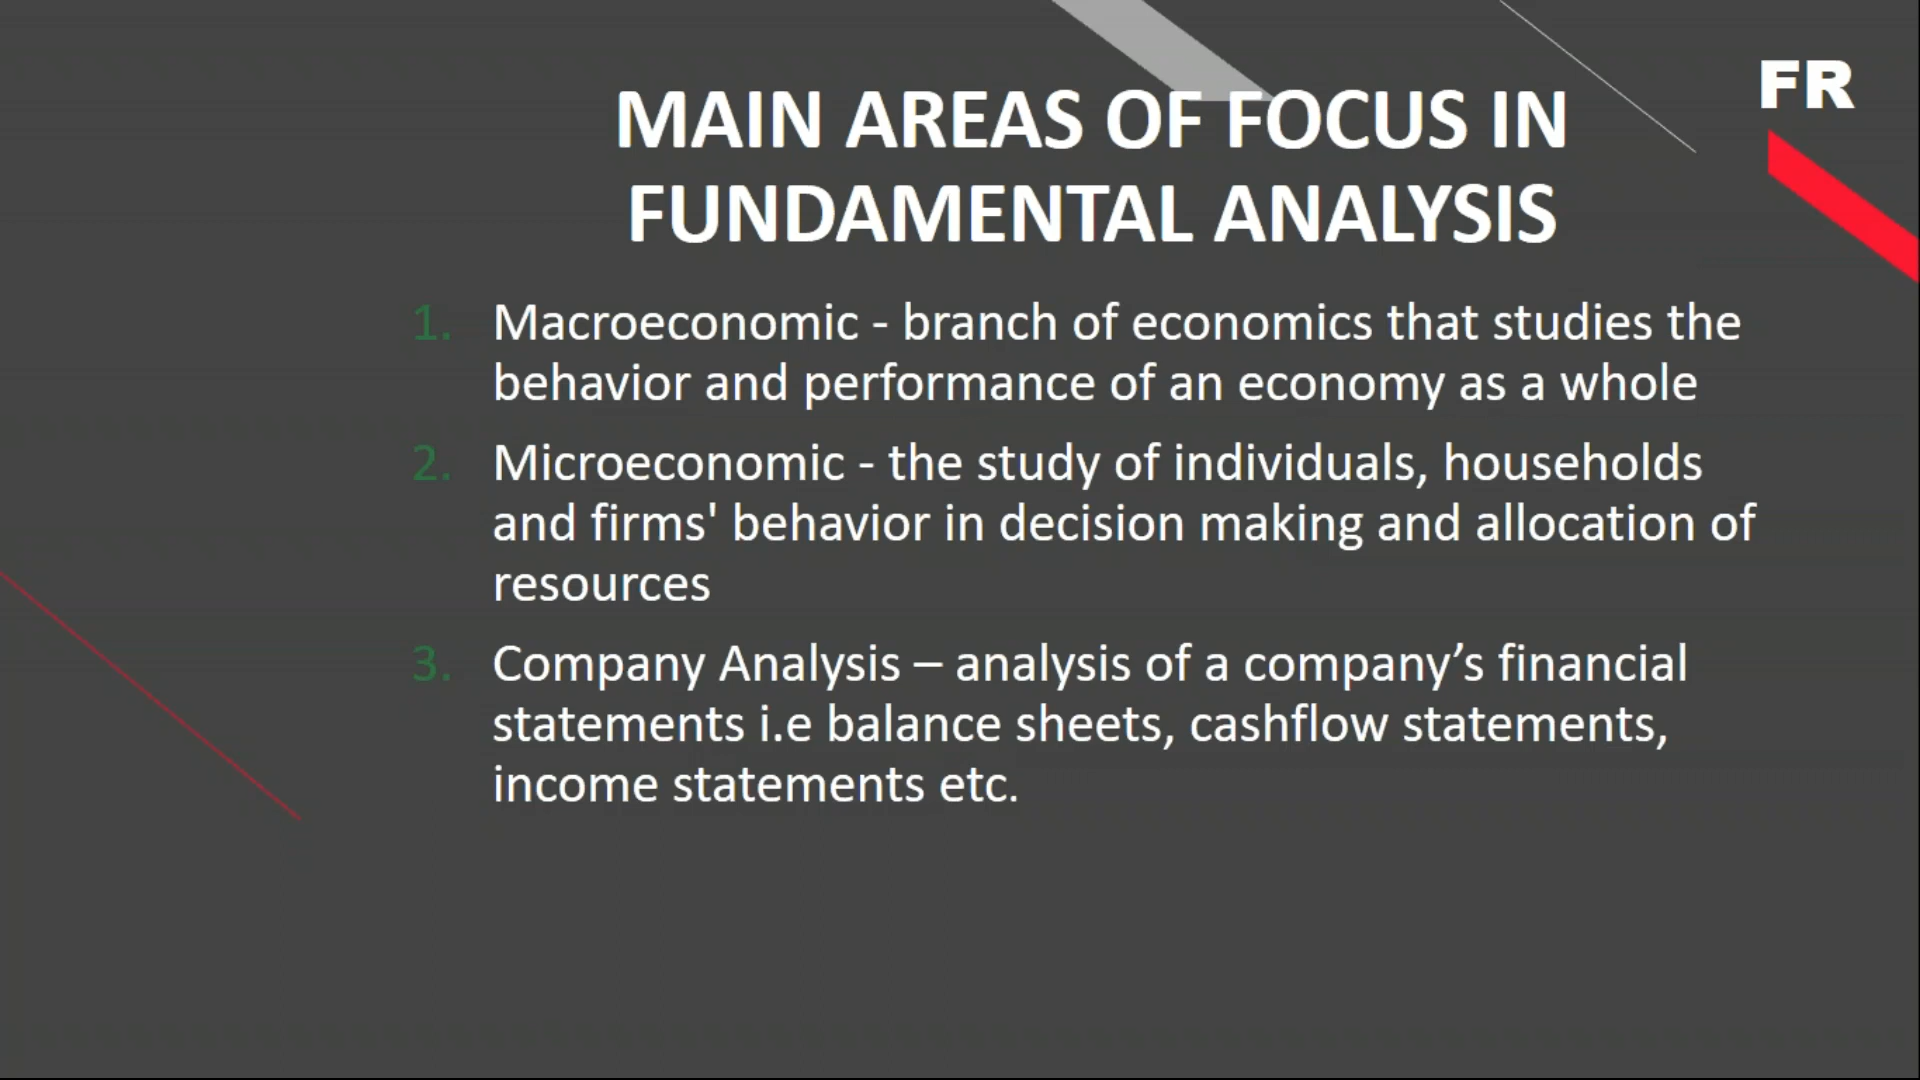 FR
MAIN AREAS OF FOCUS IN
FUNDAMENTAL ANALYSIS
1. Macroeconomic - branch of economics that studies the
behavior and performance of an economy as a whole
2. Microeconomic - the study of individuals, households
and firms' behavior in decision making and allocation of
resources
3. Company Analysis – analysis of a company’s financial
statements i.e balance sheets, cashflow statements,
income statements etc.